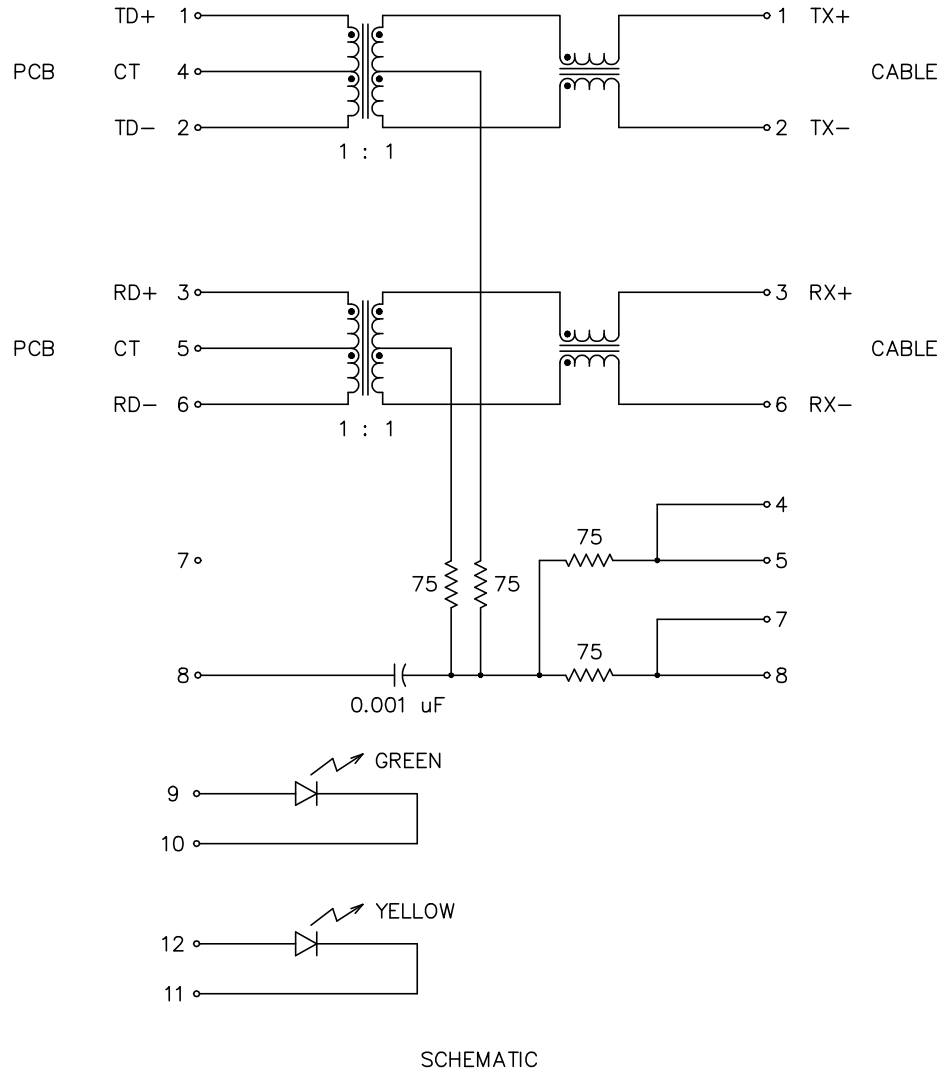 TD+ 1 1 TX+
PCB CT 4 CABLE
TD- 2 2 TX-
1 : 1
RD+ 3 3 RX+
PCB CT 5 CABLE
RD- 6 6 RX-
1 : 1
4
75
7 5
75 75
7
75
8 8
0.001 uF
GREEN
9
10
YELLOW
12
11
SCHEMATIC